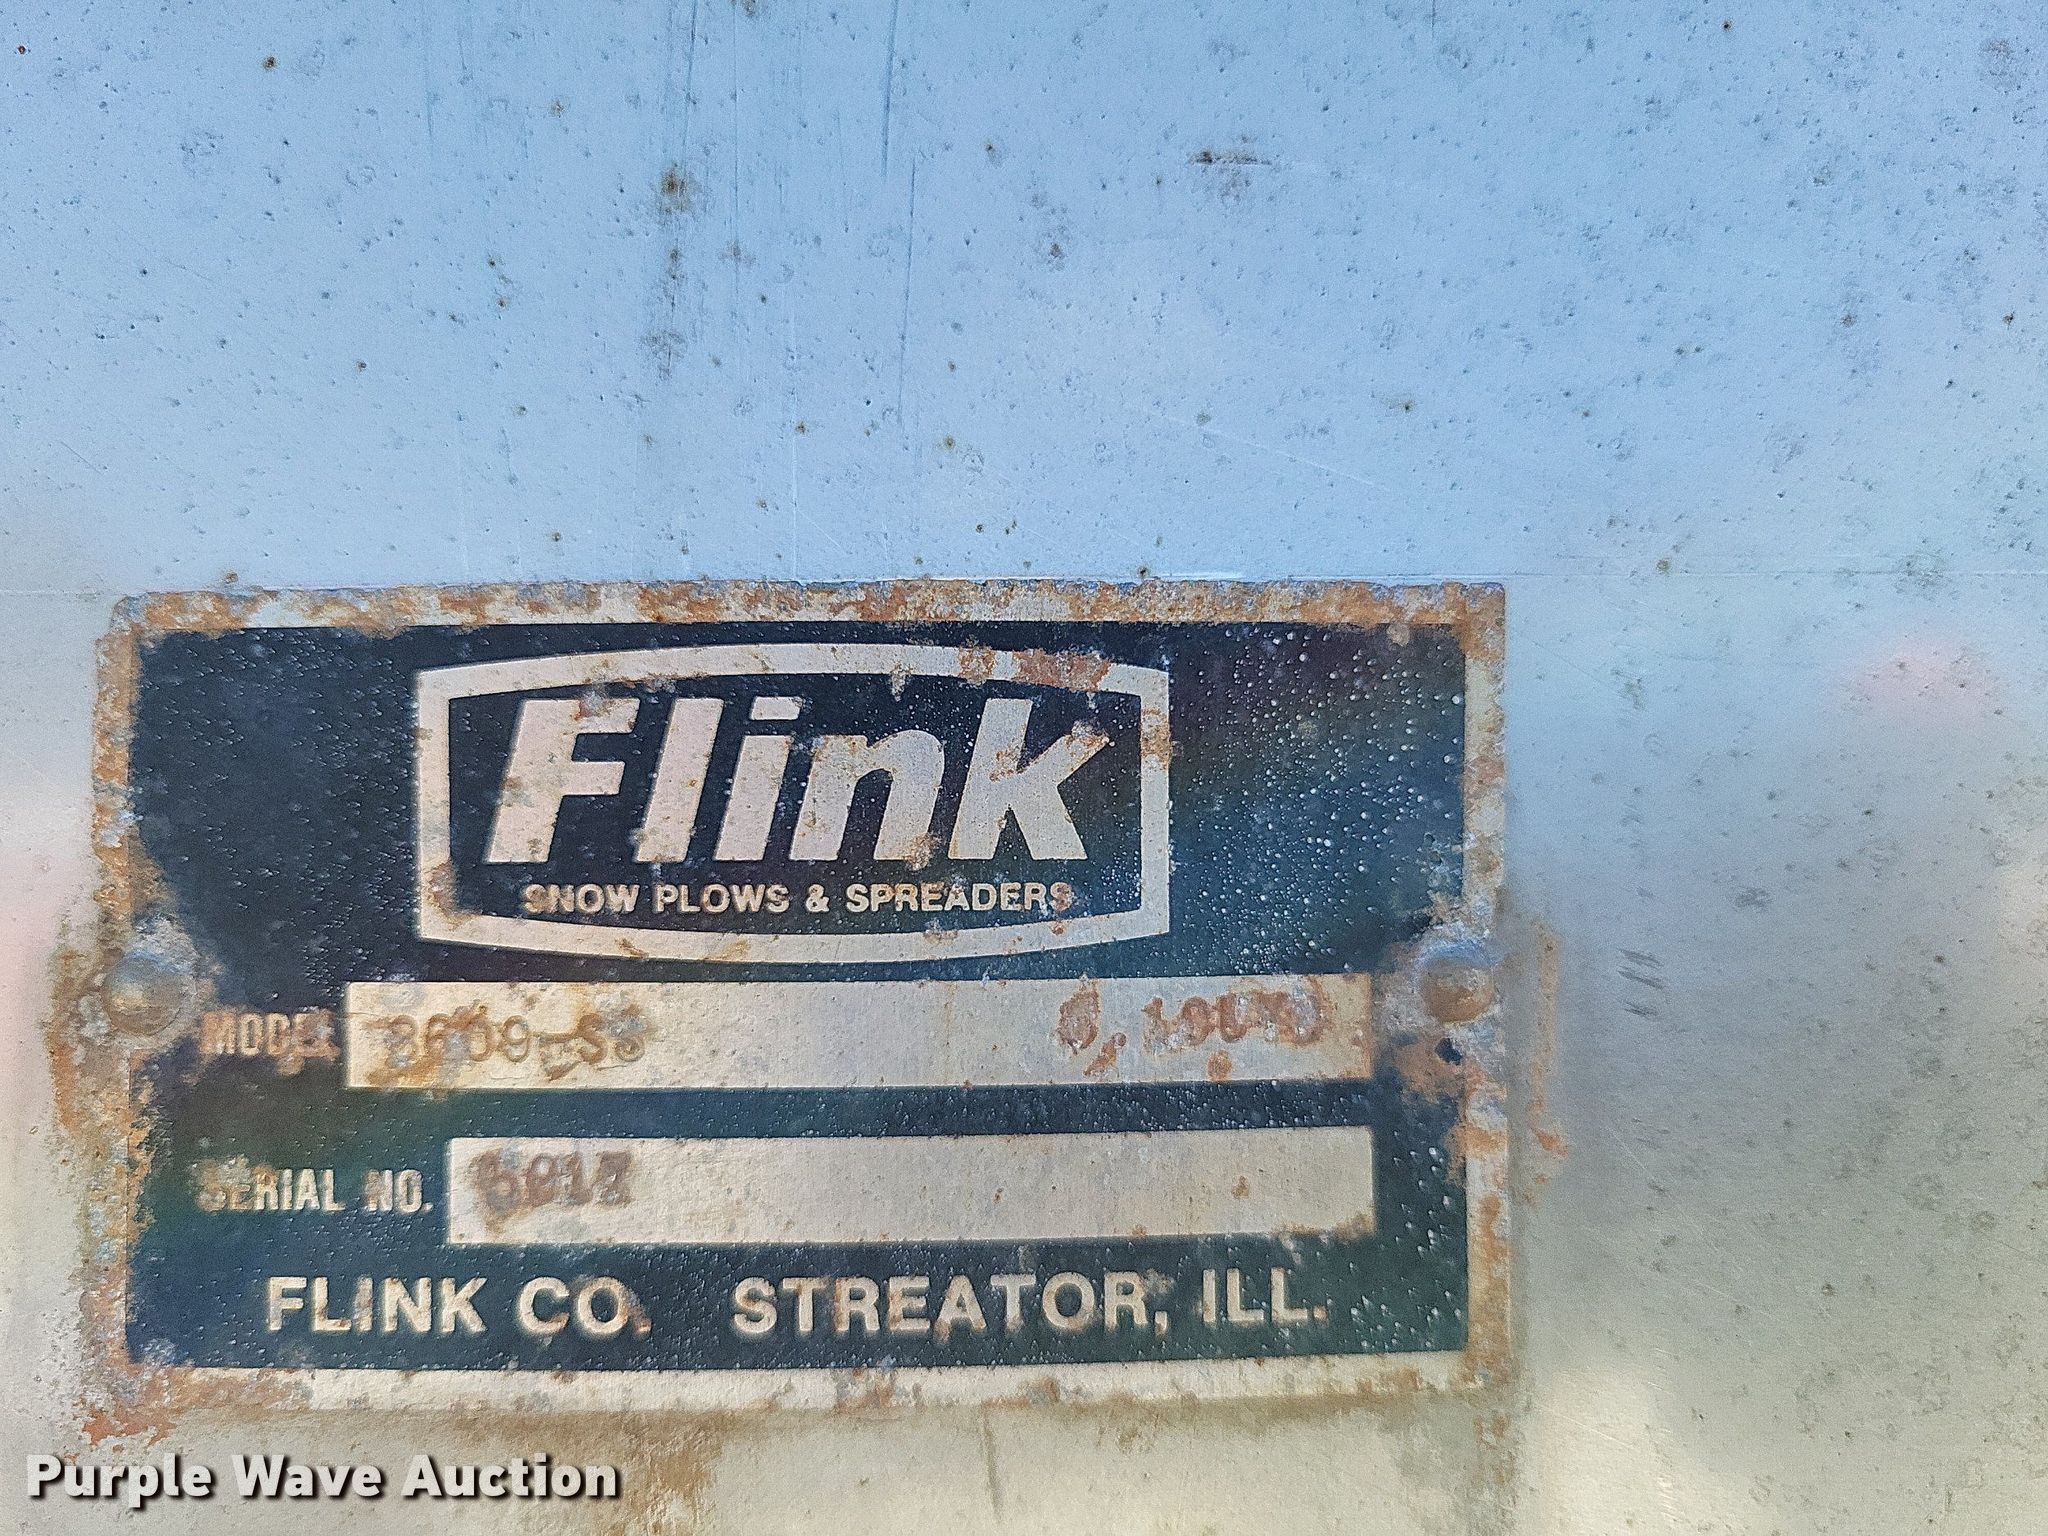 Flink
SNOW PLOWS & SPREADERS
MODEL
SERIAL NO.
FLINK CO. STREATOR, ILL.
Purple Wave Auction